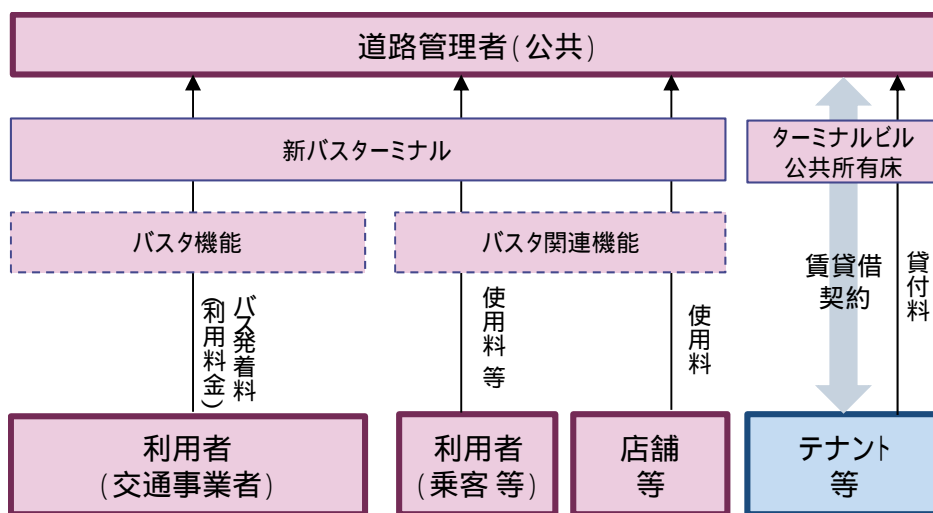 道路管理者(公共)
新バスターミナル
ターミナルビル
公共所有床
バスタ機能
バスタ関連機能
バス発着料
(利用料金)
使用料 等
使用料
賃貸借
契約
貸付料
利用者
(交通事業者)
利用者
(乗客 等)
店舗
等
テナント
等